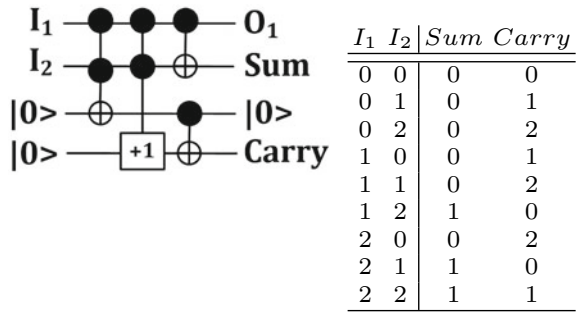 I1 O1
I2 Sum
|0> |0>
|0> +1 Carry
I1 I2 Sum Carry
0 0 0 0
0 1 0 1
0 2 0 2
1 0 0 1
1 1 0 2
1 2 1 0
2 0 0 2
2 1 1 0
2 2 1 1